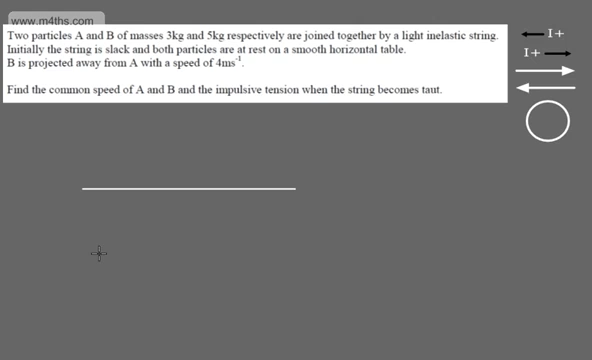 www.m4ths.com
Two particles A and B of masses 3kg and 5kg respectively are joined together by a light inelastic string.
Initially the string is slack and both particles are at rest on a smooth horizontal table.
B is projected away from A with a speed of 4ms⁻¹.
Find the common speed of A and B and the impulsive tension when the string becomes taut.
I+
I+